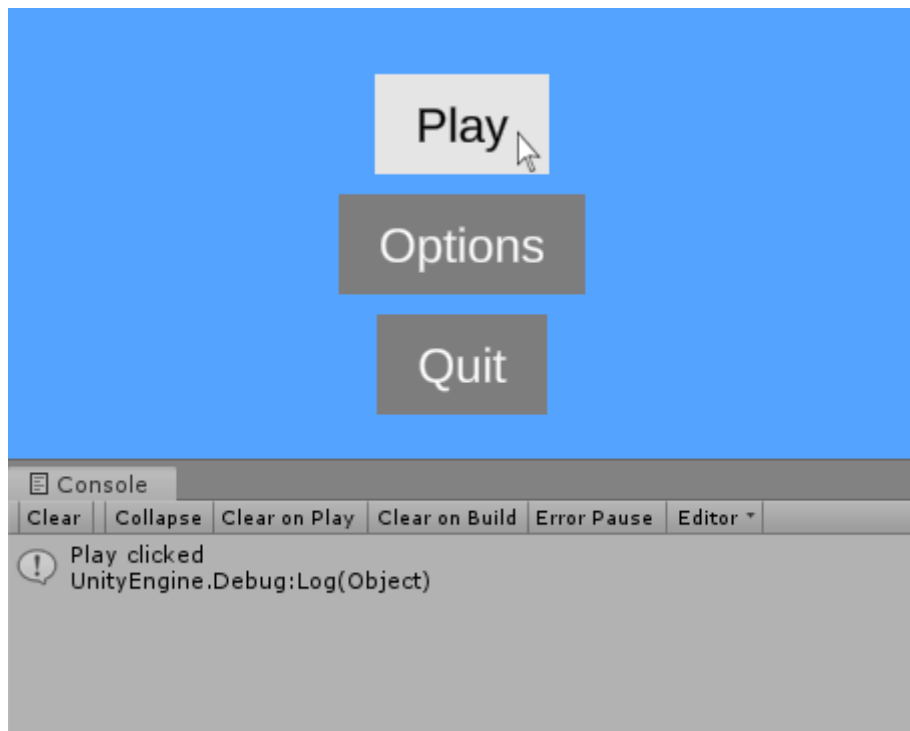 Play
Options
Quit
Console
Clear Collapse Clear on Play Clear on Build Error Pause Editor
Play clicked
UnityEngine.Debug:Log(Object)